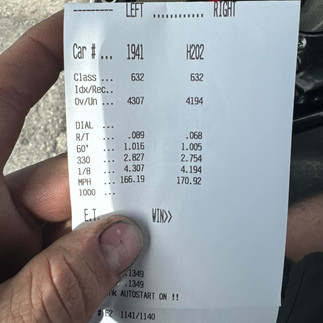 --------- LEFT ............ RIGHT
Car # ... 1941 H202
Class ... 632 632
Idx/Rec..
Ov/Un ... 4307 4194
DIAL ...
R/T ... .089 .068
60' ... 1.016 1.005
330 ... 2.827 2.754
1/8 ... 4.307 4.194
MPH ... 166.19 170.92
1000 ...
E.T. WIN>>
.1349
.1349
AUTOSTART ON !!
1141/1140